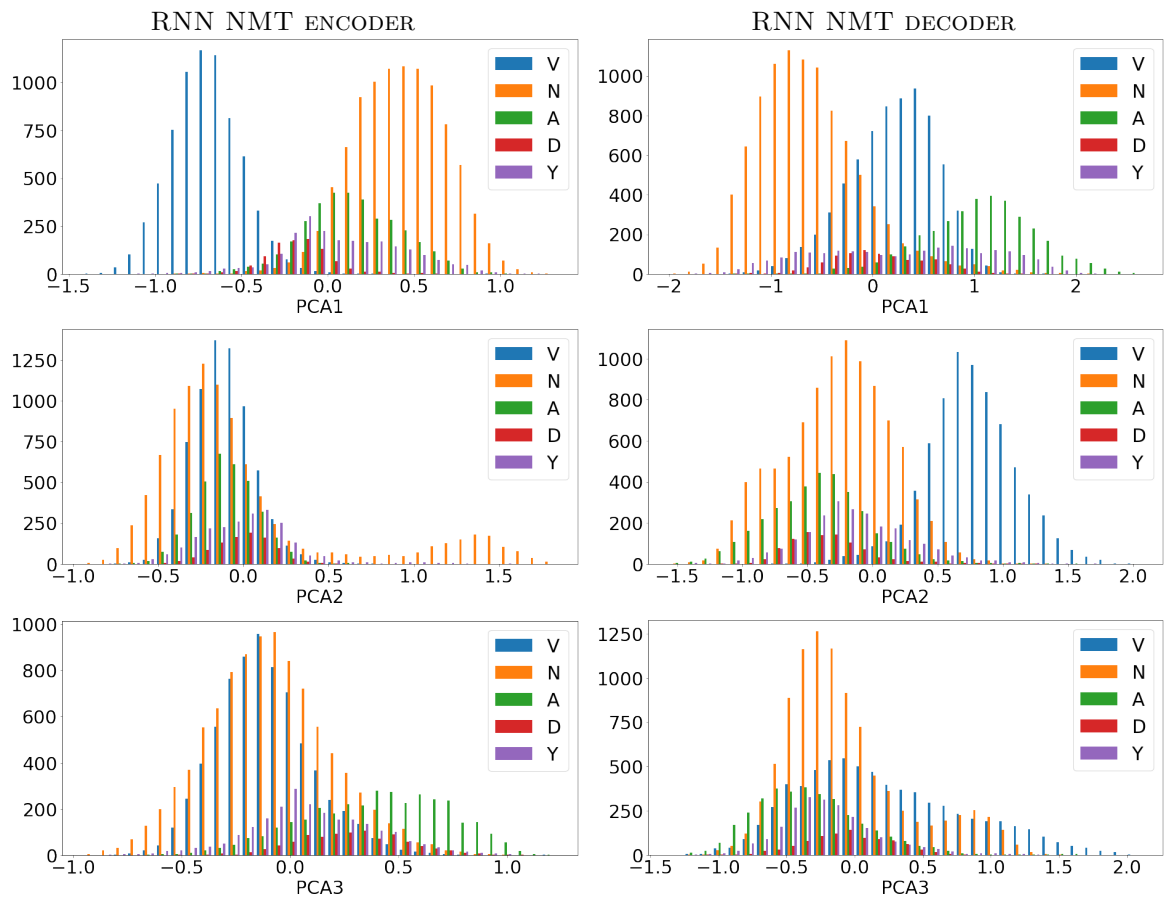 RNN NMT ENCODER
RNN NMT DECODER
1000
750
500
250
0
−1.5
−1.0
−0.5
0.0
0.5
1.0
PCA1
V
N
A
D
Y
1000
800
600
400
200
0
−2
−1
0
1
2
PCA1
V
N
A
D
Y
1250
1000
750
500
250
0
−1.0
−0.5
0.0
0.5
1.0
1.5
PCA2
V
N
A
D
Y
1000
800
600
400
200
0
−1.5
−1.0
−0.5
0.0
0.5
1.0
1.5
2.0
PCA2
V
N
A
D
Y
1000
800
600
400
200
0
−1.0
−0.5
0.0
0.5
1.0
PCA3
V
N
A
D
Y
1250
1000
750
500
250
0
−1.5
−1.0
−0.5
0.0
0.5
1.0
1.5
2.0
PCA3
V
N
A
D
Y